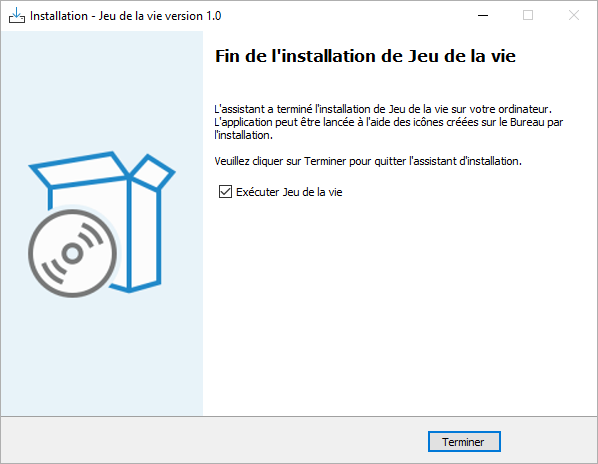 Installation - Jeu de la vie version 1.0
Fin de l'installation de Jeu de la vie
L'assistant a terminé l'installation de Jeu de la vie sur votre ordinateur.
L'application peut être lancée à l'aide des icônes créées sur le Bureau par
l'installation.
Veuillez cliquer sur Terminer pour quitter l'assistant d'installation.
Exécuter Jeu de la vie
Terminer